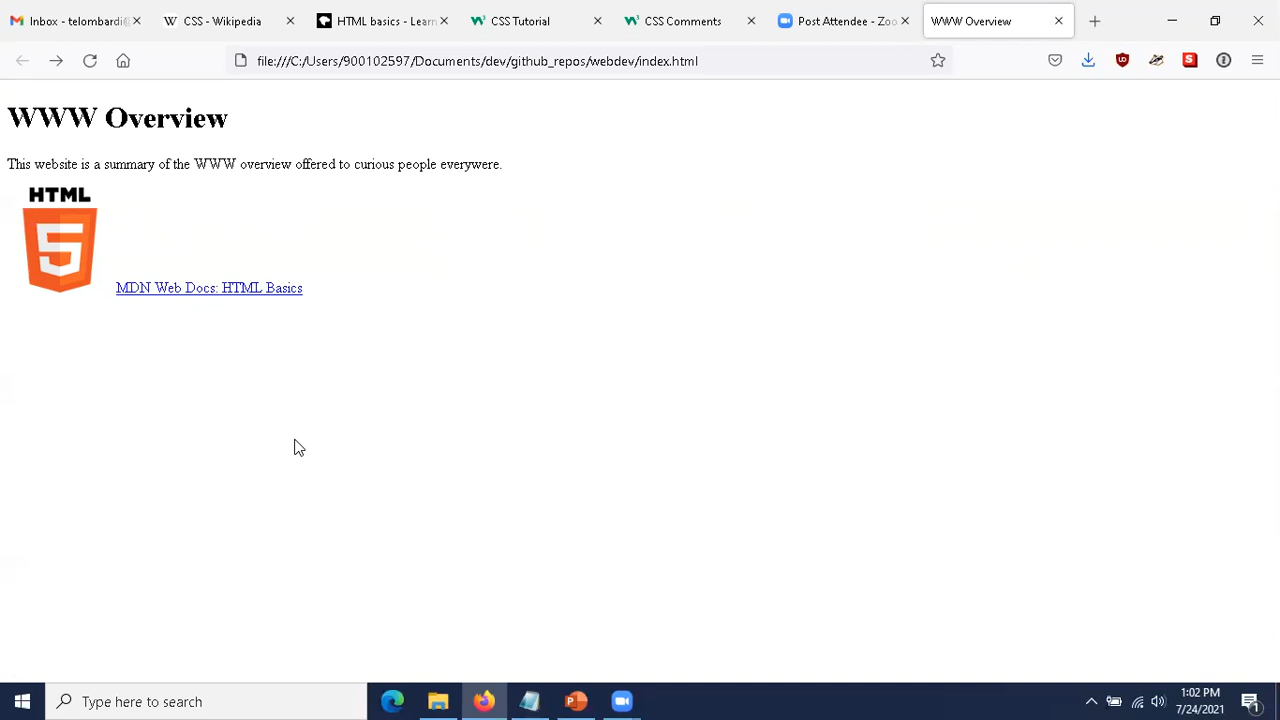 Inbox - telombardi@
CSS - Wikipedia
HTML basics - Learn
CSS Tutorial
CSS Comments
Post Attendee - Zoo
WWW Overview
file:///C:/Users/900102597/Documents/dev/github_repos/webdev/index.html
WWW Overview
This website is a summary of the WWW overview offered to curious people everywere.
HTML
5
MDN Web Docs: HTML Basics
Type here to search
1:02 PM
7/24/2021
1